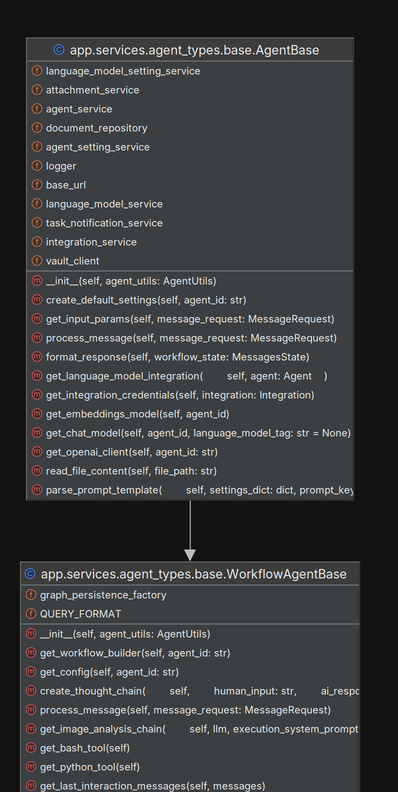 app.services.agent_types.base.AgentBase
language_model_setting_service
attachment_service
agent_service
document_repository
agent_setting_service
logger
base_url
language_model_service
task_notification_service
integration_service
vault_client
__init__(self, agent_utils: AgentUtils)
create_default_settings(self, agent_id: str)
get_input_params(self, message_request: MessageRequest)
process_message(self, message_request: MessageRequest)
format_response(self, workflow_state: MessagesState)
get_language_model_integration( self, agent: Agent )
get_integration_credentials(self, integration: Integration)
get_embeddings_model(self, agent_id)
get_chat_model(self, agent_id, language_model_tag: str = None)
get_openai_client(self, agent_id: str)
read_file_content(self, file_path: str)
parse_prompt_template( self, settings_dict: dict, prompt_key
app.services.agent_types.base.WorkflowAgentBase
graph_persistence_factory
QUERY_FORMAT
__init__(self, agent_utils: AgentUtils)
get_workflow_builder(self, agent_id: str)
get_config(self, agent_id: str)
create_thought_chain( self, human_input: str, ai_respo
process_message(self, message_request: MessageRequest)
get_image_analysis_chain( self, llm, execution_system_prompt
get_bash_tool(self)
get_python_tool(self)
get_last_interaction_messages(self, messages)